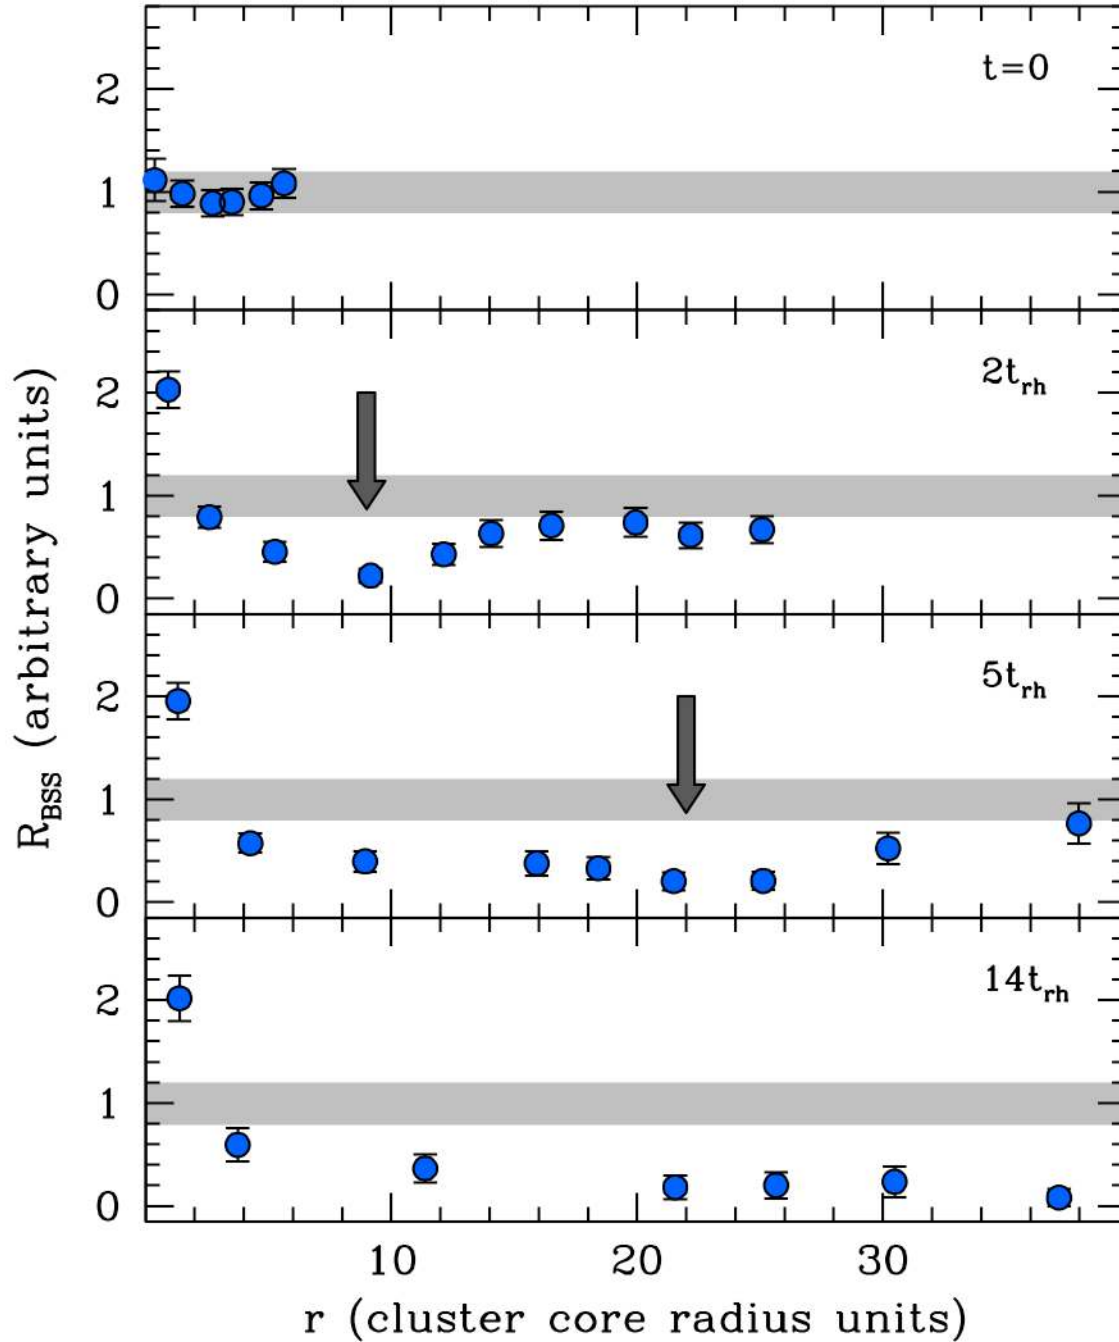 t=0
2
1
0
2t_rh
2
1
0
5t_rh
2
1
0
14t_rh
2
1
0
R_BSS (arbitrary units)
10 20 30
r (cluster core radius units)